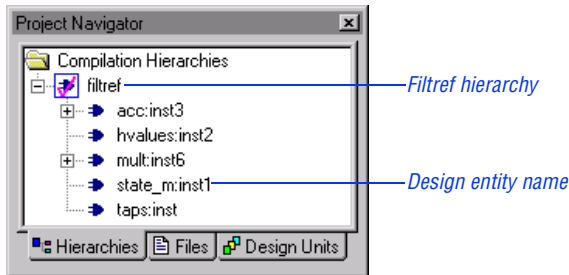 Project Navigator
Compilation Hierarchies
filtref
Filtref hierarchy
acc:inst3
hvalues:inst2
mult:inst6
state_m:inst1
Design entity name
taps:inst
Hierarchies Files Design Units